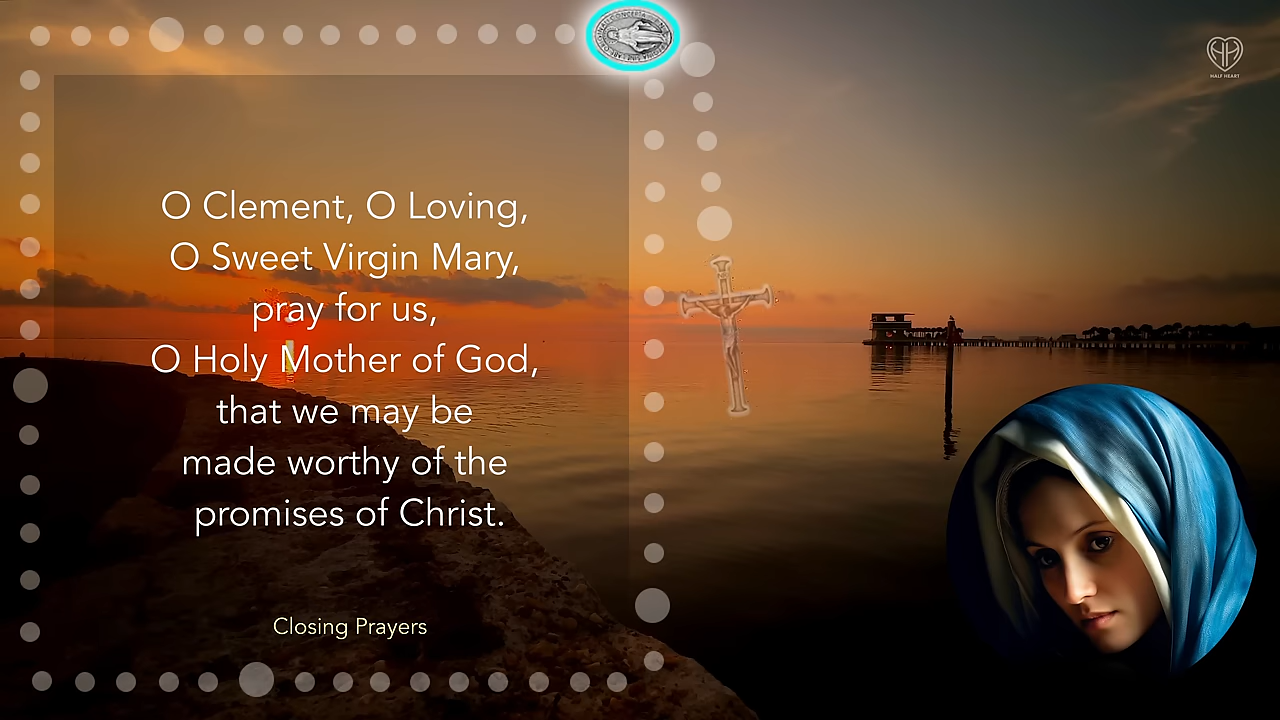 O Clement, O Loving,
O Sweet Virgin Mary,
pray for us,
O Holy Mother of God,
that we may be
made worthy of the
promises of Christ.
Closing Prayers
HALF HEART